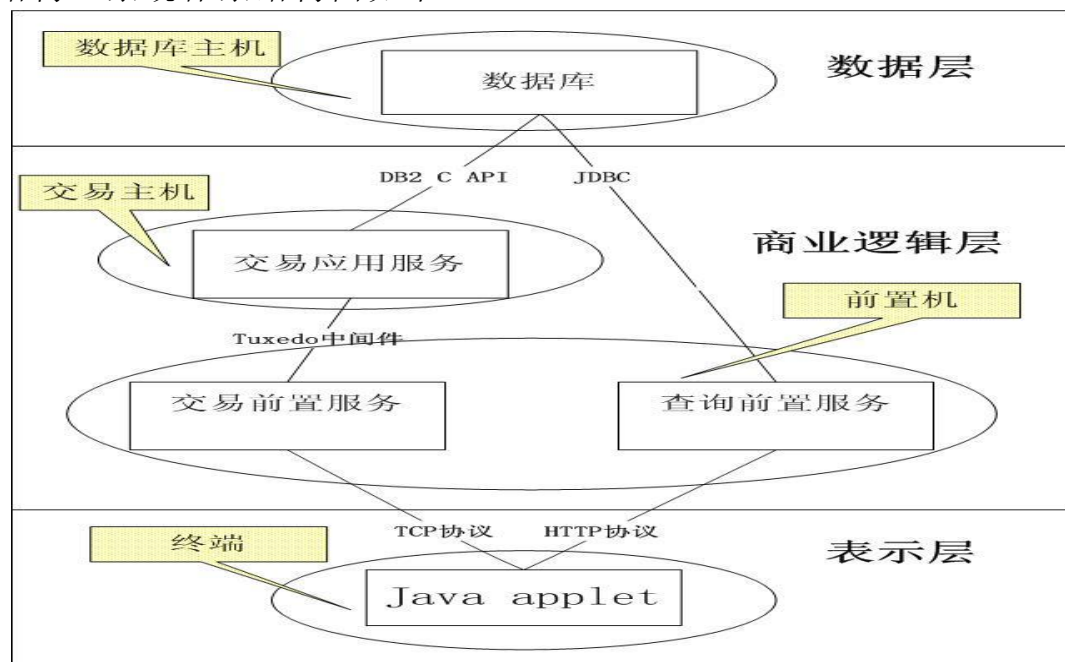 数据库主机
数据库
数据层
DB2 C API
JDBC
交易主机
交易应用服务
商业逻辑层
前置机
Tuxedo中间件
交易前置服务
查询前置服务
TCP协议
HTTP协议
终端
表示层
Java applet